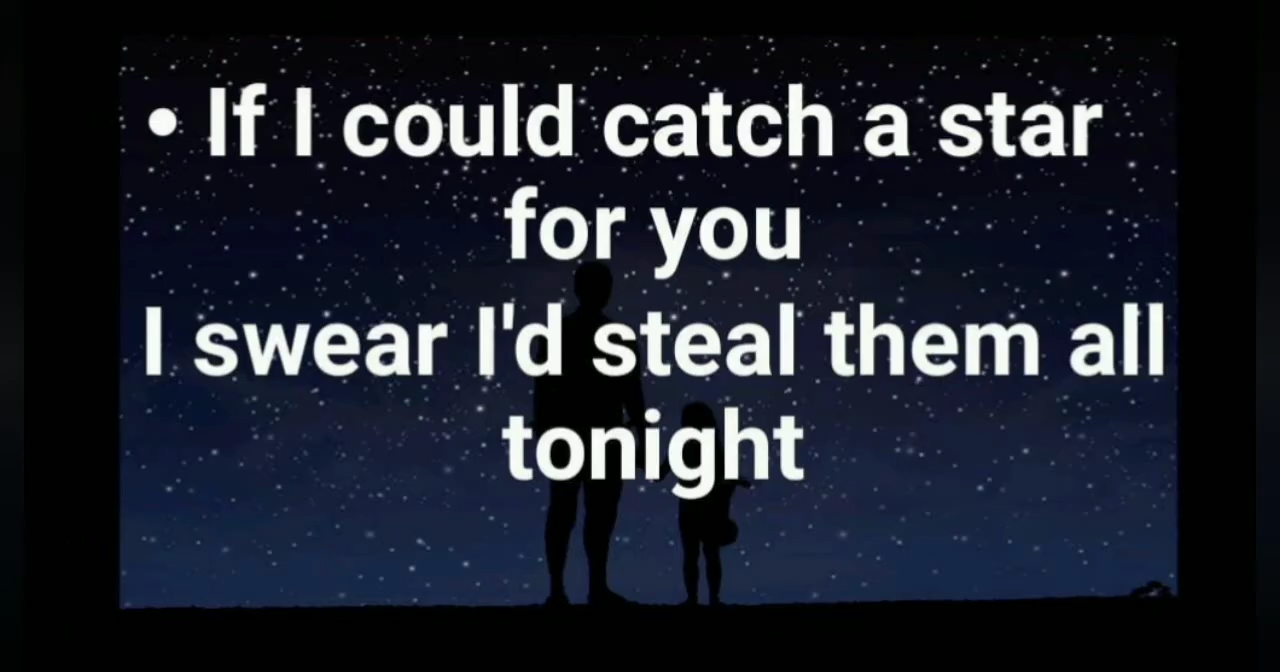 • If I could catch a star
for you
I swear I'd steal them all
tonight